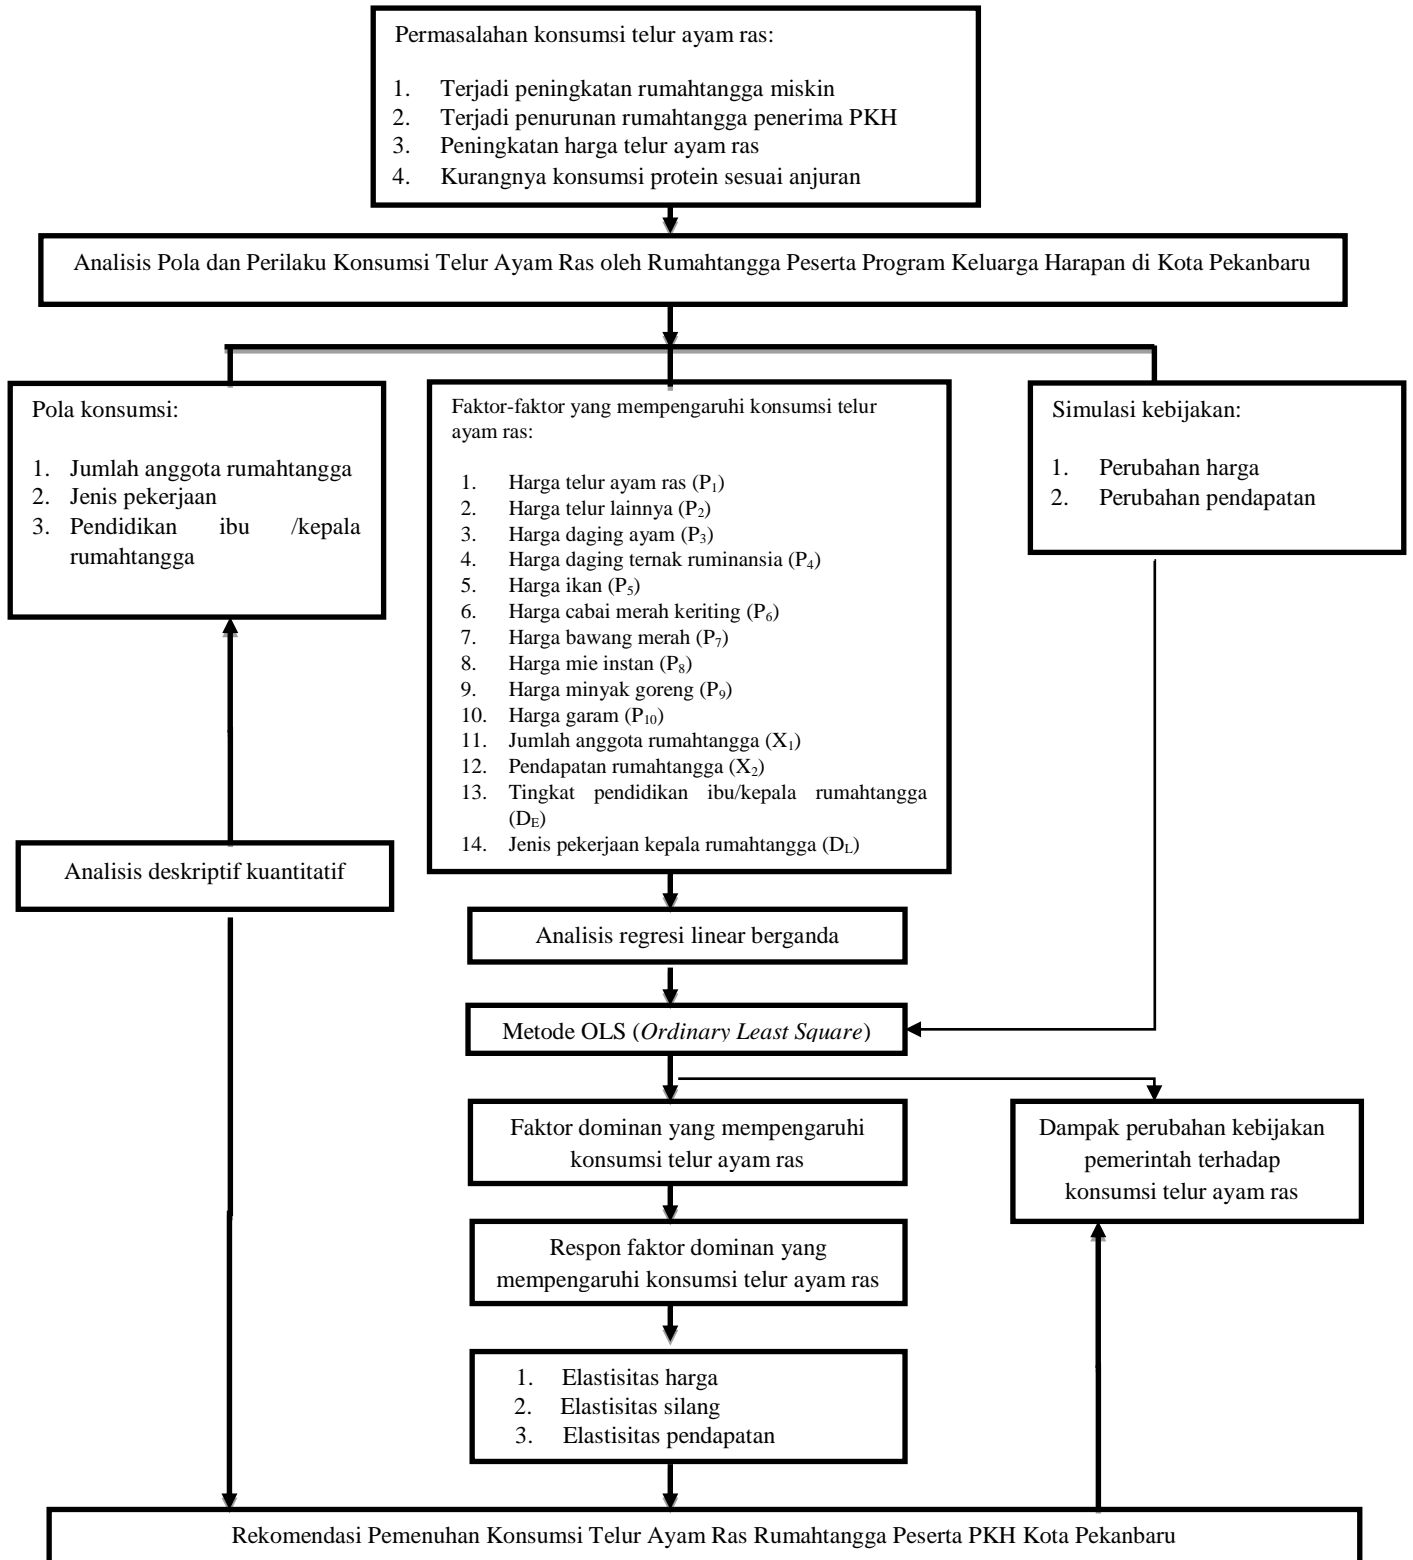 Permasalahan konsumsi telur ayam ras:
1. Terjadi peningkatan rumahtangga miskin
2. Terjadi penurunan rumahtangga penerima PKH
3. Peningkatan harga telur ayam ras
4. Kurangnya konsumsi protein sesuai anjuran
Analisis Pola dan Perilaku Konsumsi Telur Ayam Ras oleh Rumahtangga Peserta Program Keluarga Harapan di Kota Pekanbaru
Pola konsumsi:
1. Jumlah anggota rumahtangga
2. Jenis pekerjaan
3. Pendidikan ibu /kepala
rumahtangga
Faktor-faktor yang mempengaruhi konsumsi telur
ayam ras:
1. Harga telur ayam ras (P₁)
2. Harga telur lainnya (P₂)
3. Harga daging ayam (P₃)
4. Harga daging ternak ruminansia (P₄)
5. Harga ikan (P₅)
6. Harga cabai merah keriting (P₆)
7. Harga bawang merah (P₇)
8. Harga mie instan (P₈)
9. Harga minyak goreng (P₉)
10. Harga garam (P₁₀)
11. Jumlah anggota rumahtangga (X₁)
12. Pendapatan rumahtangga (X₂)
13. Tingkat pendidikan ibu/kepala rumahtangga
(D_E)
14. Jenis pekerjaan kepala rumahtangga (D_L)
Simulasi kebijakan:
1. Perubahan harga
2. Perubahan pendapatan
Analisis deskriptif kuantitatif
Analisis regresi linear berganda
Metode OLS (Ordinary Least Square)
Faktor dominan yang mempengaruhi
konsumsi telur ayam ras
Dampak perubahan kebijakan
pemerintah terhadap
konsumsi telur ayam ras
Respon faktor dominan yang
mempengaruhi konsumsi telur ayam ras
1. Elastisitas harga
2. Elastisitas silang
3. Elastisitas pendapatan
Rekomendasi Pemenuhan Konsumsi Telur Ayam Ras Rumahtangga Peserta PKH Kota Pekanbaru